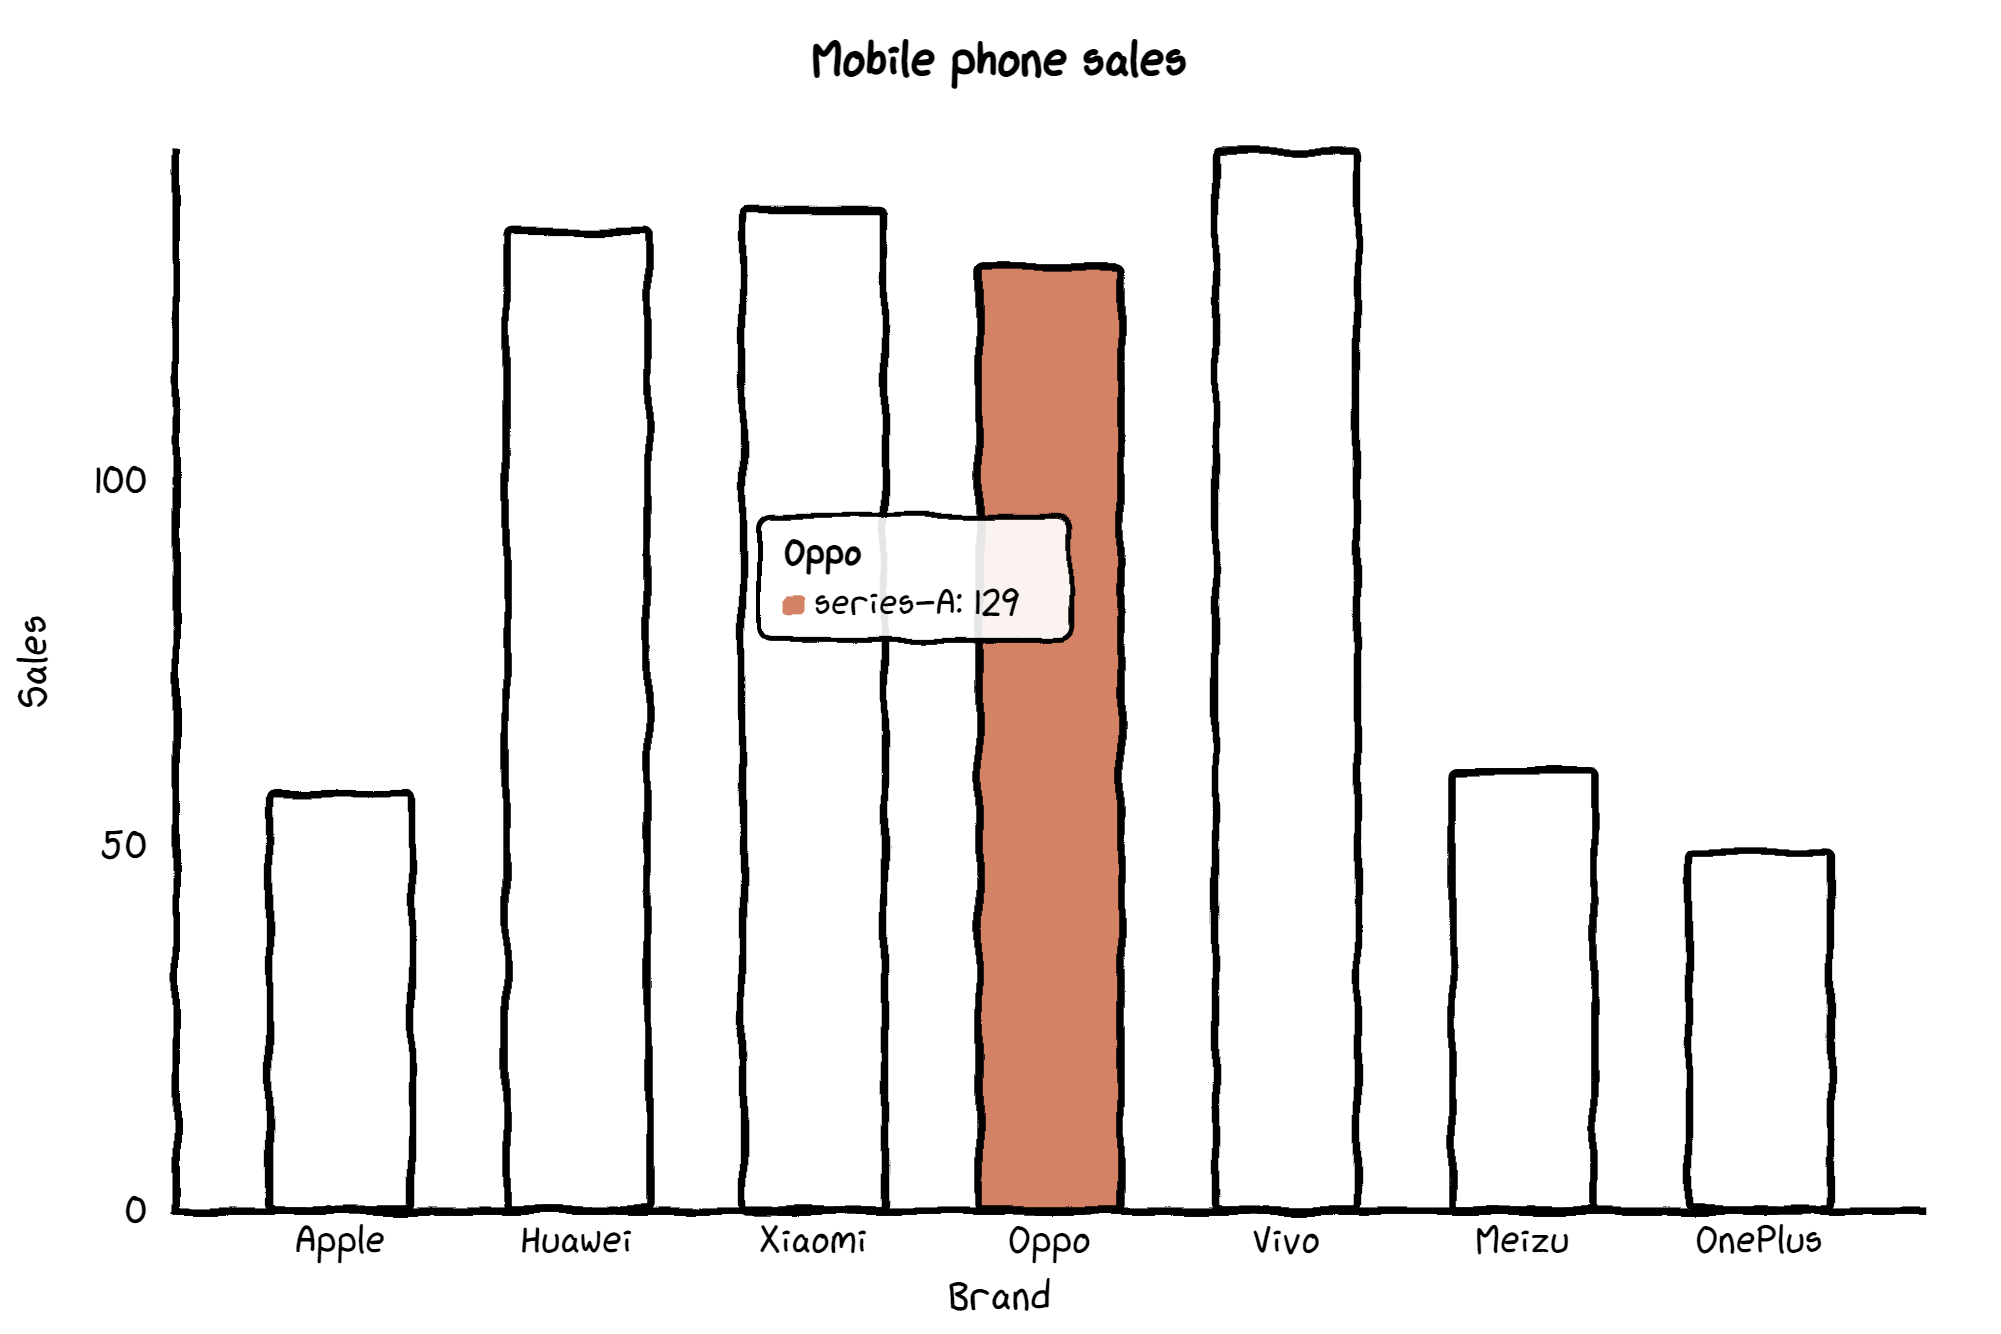 Mobile phone sales
100
50
0
Sales
Oppo
series-A: 129
Apple Huawei Xiaomi Oppo Vivo Meizu OnePlus
Brand